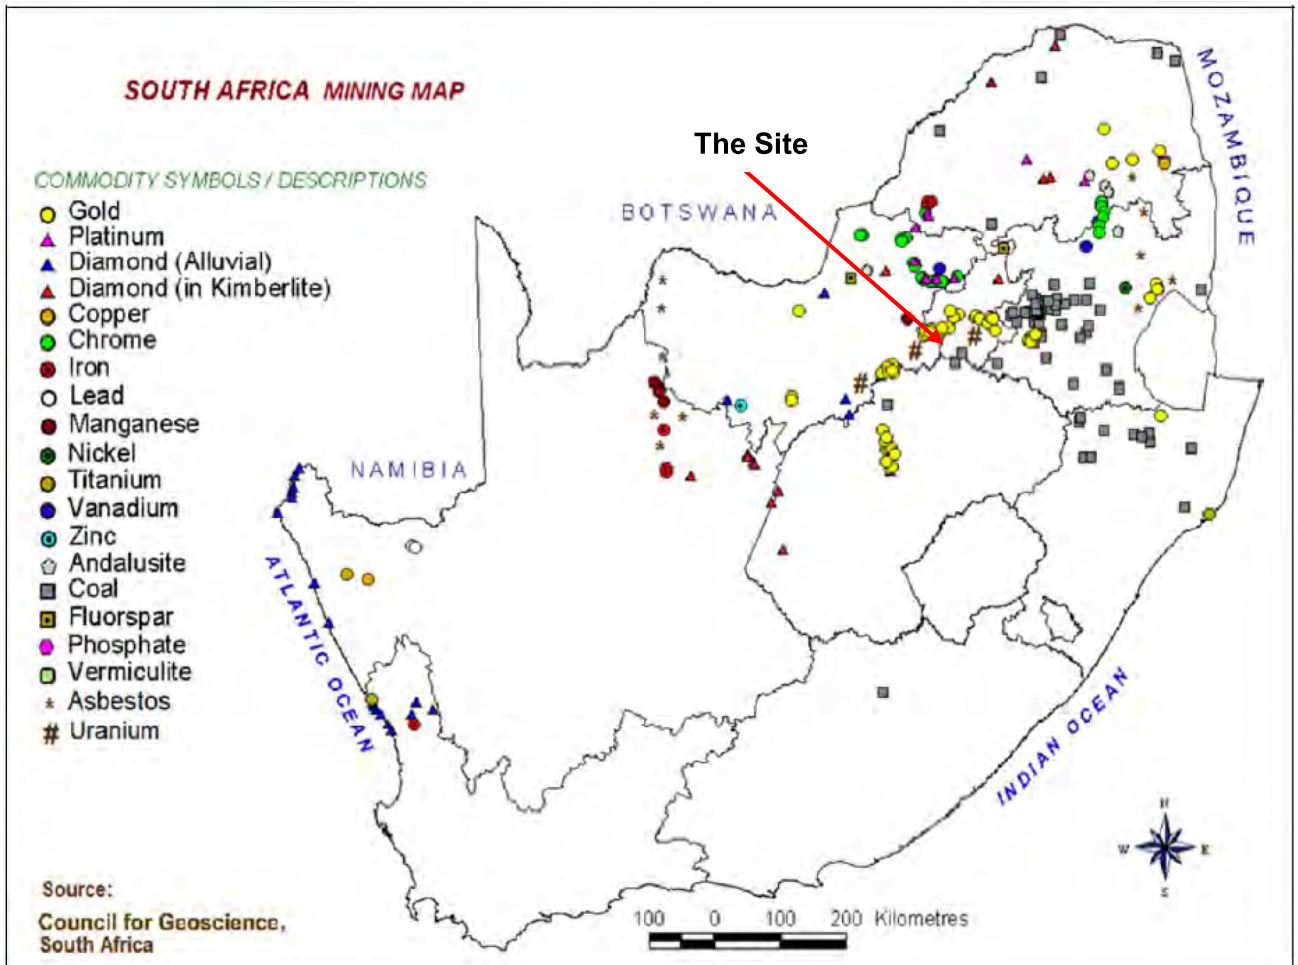 SOUTH AFRICA MINING MAP
The Site
MOZAMBIQUE
COMMODITY SYMBOLS / DESCRIPTIONS
BOTSWANA
Gold
Platinum
Diamond (Alluvial)
Diamond (in Kimberlite)
Copper
Chrome
Iron
Lead
Manganese
Nickel
Titanium
Vanadium
Zinc
Andalusite
Coal
Fluorspar
Phosphate
Vermiculite
Asbestos
# Uranium
NAMIBIA
ATLANTIC OCEAN
INDIAN OCEAN
N
W E
S
Source:
Council for Geoscience,
South Africa
100 0 100 200 Kilometres